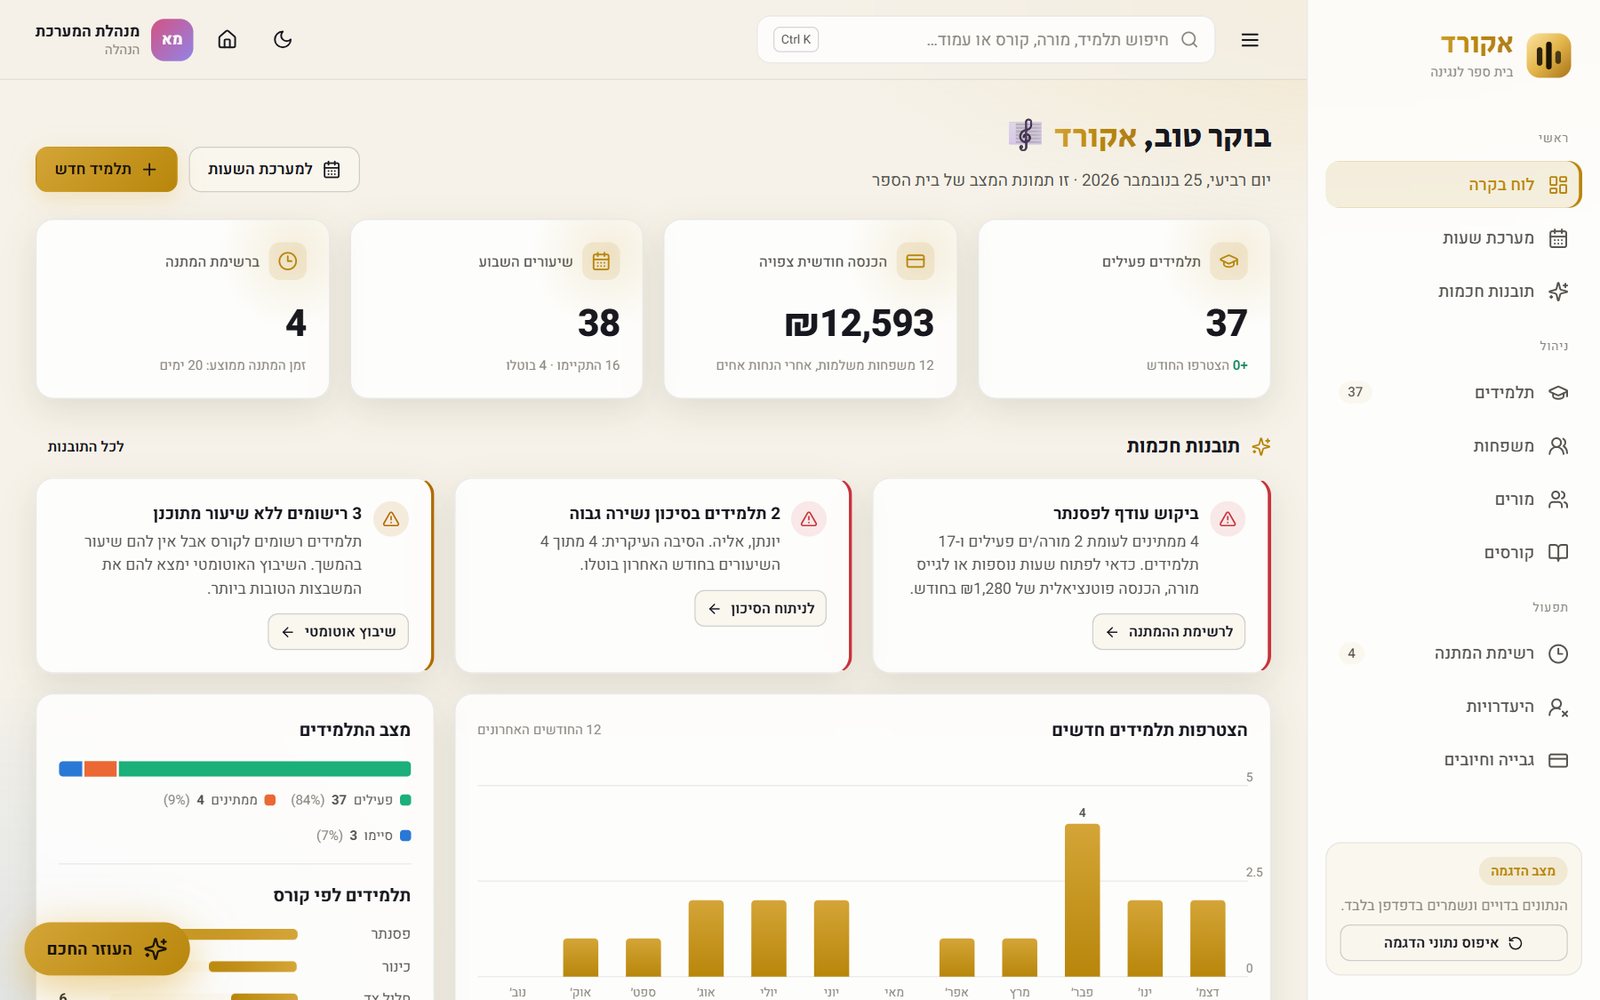 אקורד
בית ספר לנגינה
ראשי
לוח בקרה
מערכת שעות
תובנות חכמות
ניהול
תלמידים 37
משפחות
מורים
קורסים
תפעול
רשימת המתנה 4
היעדרויות
גבייה וחיובים
מצב הדגמה
הנתונים בדויים ונשמרים בדפדפן בלבד.
איפוס נתוני הדגמה
חיפוש תלמיד, מורה, קורס או עמוד... Ctrl K
מא
מנהלת המערכת
הנהלה
בוקר טוב, אקורד
יום רביעי, 25 בנובמבר 2026 · זו תמונת המצב של בית הספר
למערכת השעות
תלמיד חדש
תלמידים פעילים
37
+0 הצטרפו החודש
הכנסה חודשית צפויה
₪12,593
12 משפחות משלמות, אחרי הנחות אחים
שיעורים השבוע
38
16 התקיימו · 4 בוטלו
ברשימת המתנה
4
זמן המתנה ממוצע: 20 ימים
תובנות חכמות
לכל התובנות
ביקוש עודף לפסנתר
4 ממתינים לעומת 2 מורה/ים פעילים ו-17
תלמידים. כדאי לפתוח שעות נוספות או לגייס
מורה, הכנסה פוטנציאלית של ₪1,280 בחודש.
לרשימת ההמתנה
2 תלמידים בסיכון נשירה גבוה
יונתן, אליה. הסיבה העיקרית: 4 מתוך 4
השיעורים בחודש האחרון בוטלו.
לניתוח הסיכון
3 רישומים ללא שיעור מתוכנן
תלמידים רשומים לקורס אבל אין להם שיעור
בהמשך. השיבוץ האוטומטי ימצא להם את
המשבצות הטובות ביותר.
שיבוץ אוטומטי
הצטרפות תלמידים חדשים
12 החודשים האחרונים
5
4
2.5
0
דצמ׳ ינו׳ פבר׳ מרץ אפר׳ מאי יוני יולי אוג׳ ספט׳ אוק׳ נוב׳
מצב התלמידים
פעילים 37 (84%) ממתינים 4 (9%)
סיימו 3 (7%)
תלמידים לפי קורס
פסנתר
כינור
חליל צד 6
העוזר החכם